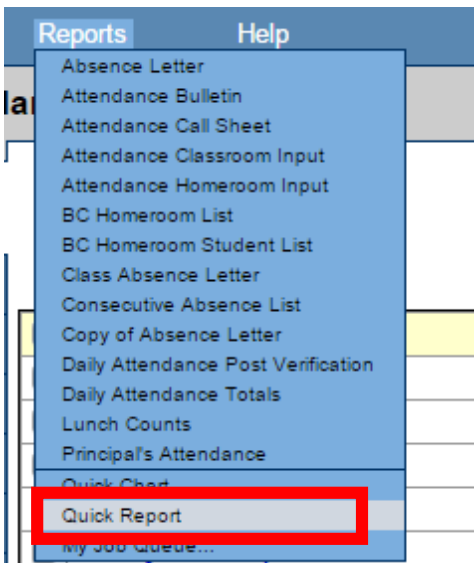 Reports Help
Absence Letter
Attendance Bulletin
Attendance Call Sheet
Attendance Classroom Input
Attendance Homeroom Input
BC Homeroom List
BC Homeroom Student List
Class Absence Letter
Consecutive Absence List
Copy of Absence Letter
Daily Attendance Post Verification
Daily Attendance Totals
Lunch Counts
Principal's Attendance
Quick Chart
Quick Report
My Job Queue...